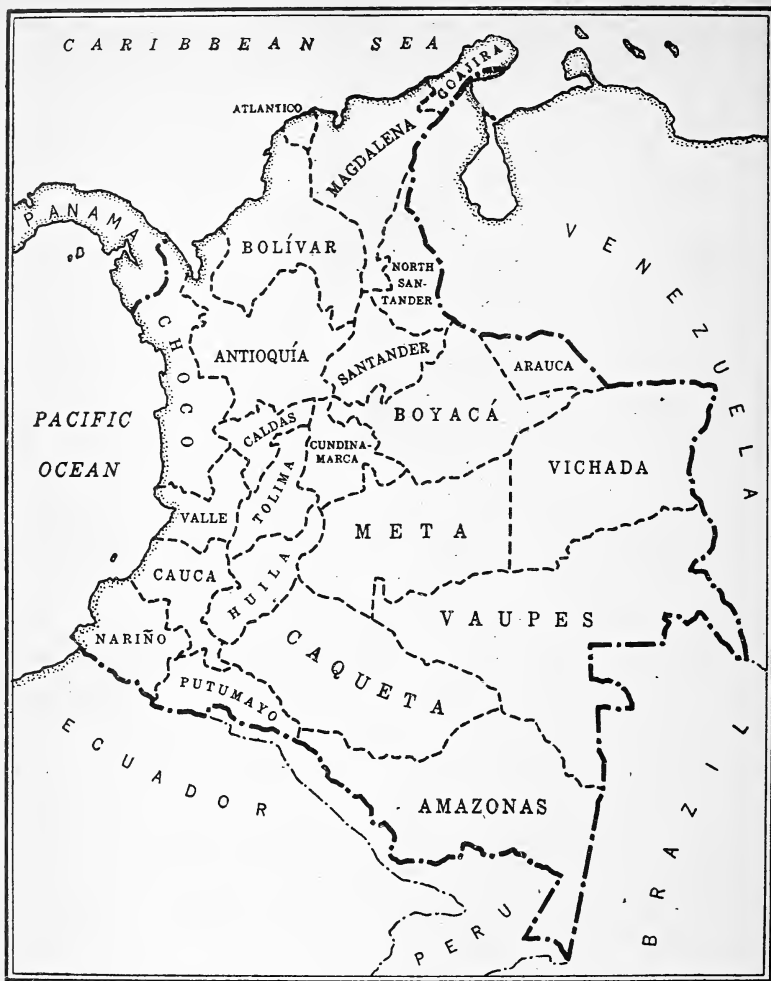 CARIBBEAN SEA
GOAJIRA
ATLANTICO
MAGDALENA
PANAMA
BOLÍVAR
VENEZUELA
NORTH
SAN-
TANDER
CHOCO
ANTIOQUÍA
SANTANDER
ARAUCA
PACIFIC
OCEAN
CALDAS
BOYACÁ
CUNDINA-
MARCA
VICHADA
TOLIMA
VALLE
META
CAUCA
HUILA
VAUPES
NARIÑO
CAQUETA
PUTUMAYO
ECUADOR
AMAZONAS
BRAZIL
PERU